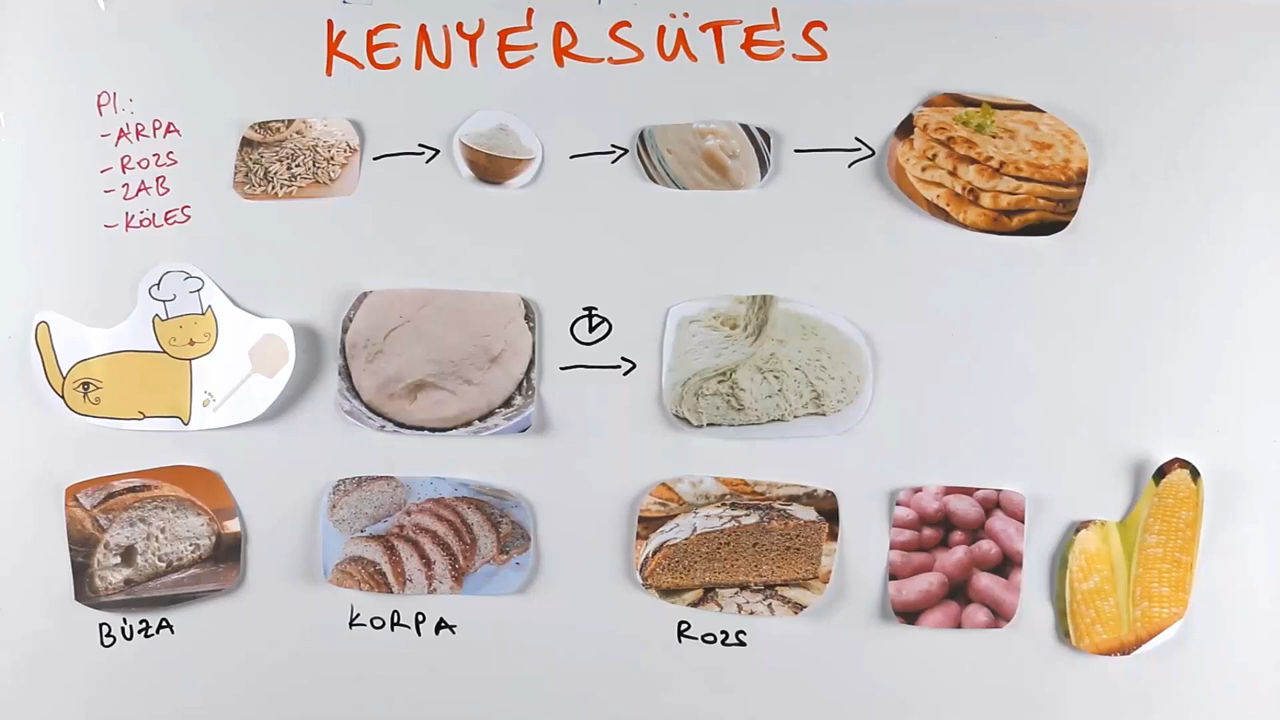 KENYÉRSÜTÉS
Pl.:
-ÁRPA
-ROZS
-ZAB
-KÖLES
BÚZA
KORPA
ROZS